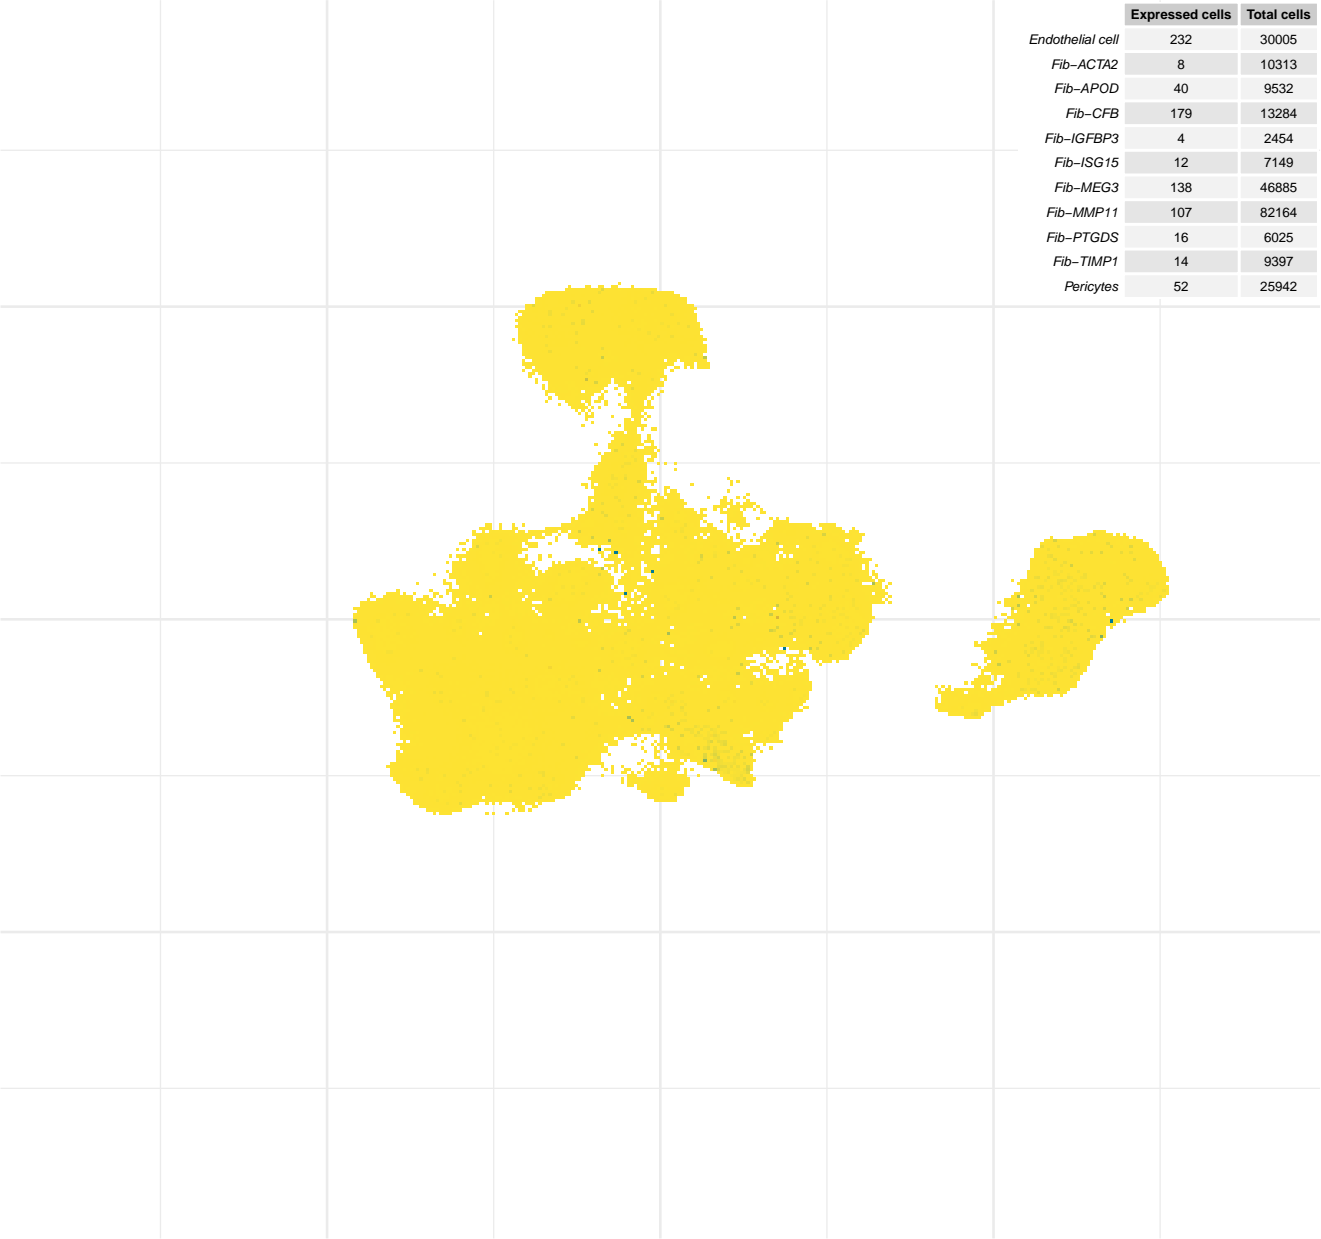 Expressed cells Total cells
Endothelial cell 232 30005
Fib−ACTA2 8 10313
Fib−APOD 40 9532
Fib−CFB 179 13284
Fib−IGFBP3 4 2454
Fib−ISG15 12 7149
Fib−MEG3 138 46885
Fib−MMP11 107 82164
Fib−PTGDS 16 6025
Fib−TIMP1 14 9397
Pericytes 52 25942